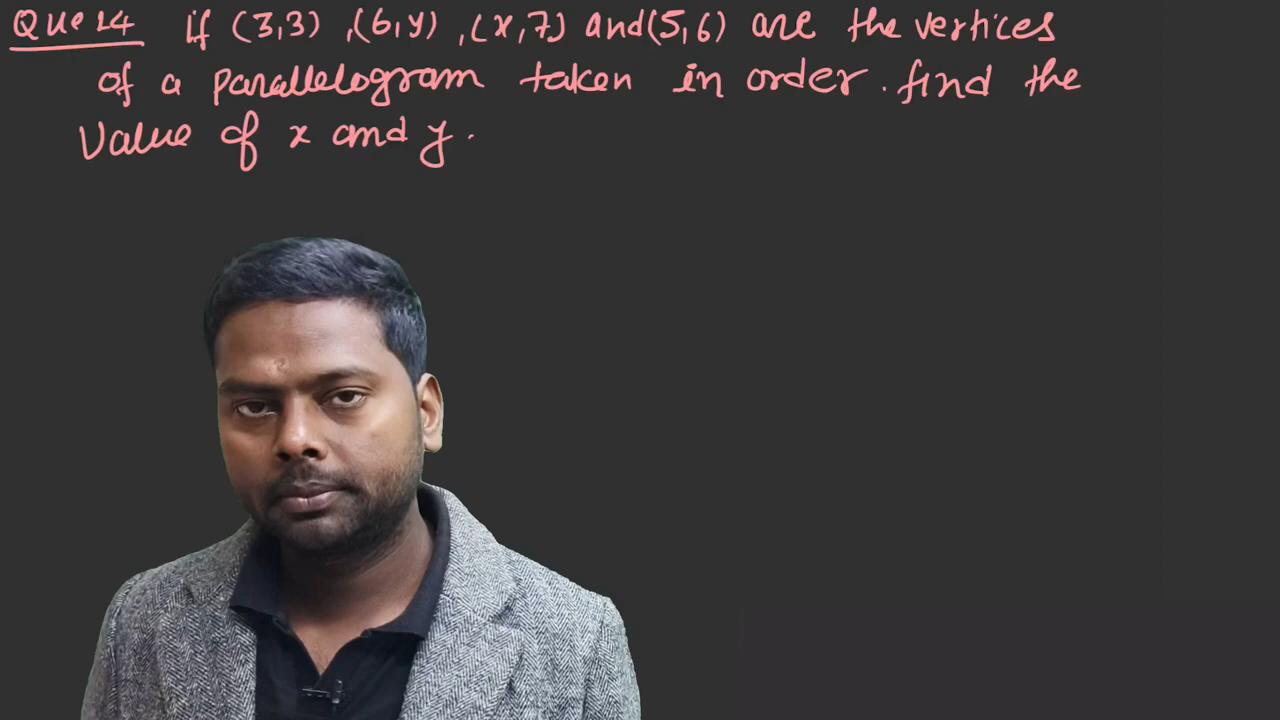 Que 14 if (3,3) ,(6,y) ,(x,7) and(5,6) are the vertices
of a parallelogram taken in order. find the
value of x and y.